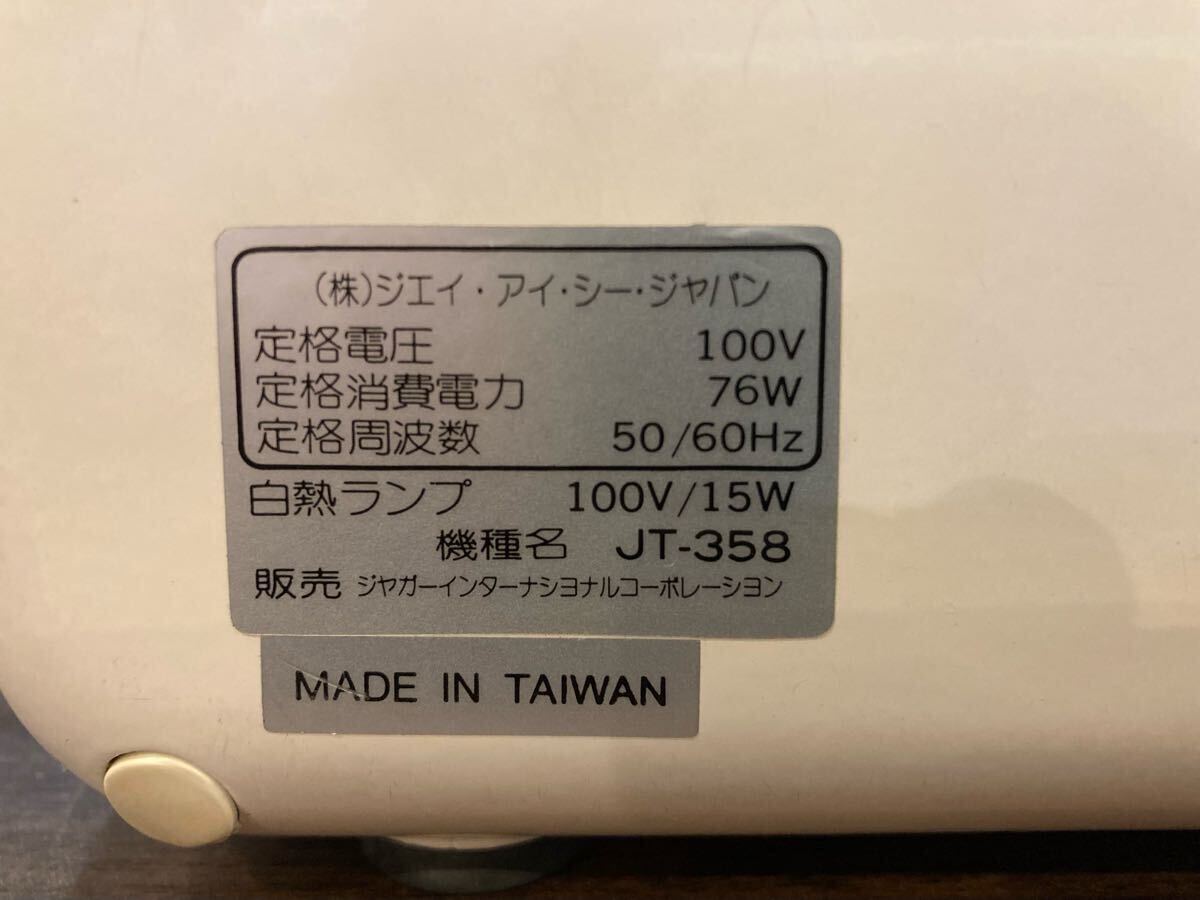 (株)ジエイ・アイ・シー・ジャパン
定格電圧 100V
定格消費電力 76W
定格周波数 50/60Hz
白熱ランプ 100V/15W
機種名 JT-358
販売 ジヤガーインターナシヨナルコーポレーシヨン
MADE IN TAIWAN